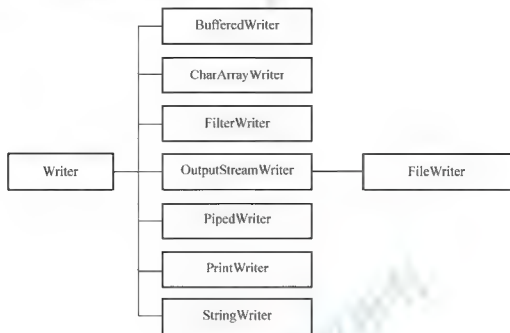 BufferedWriter
CharArrayWriter
FilterWriter
Writer
OutputStreamWriter
FileWriter
PipedWriter
PrintWriter
StringWriter